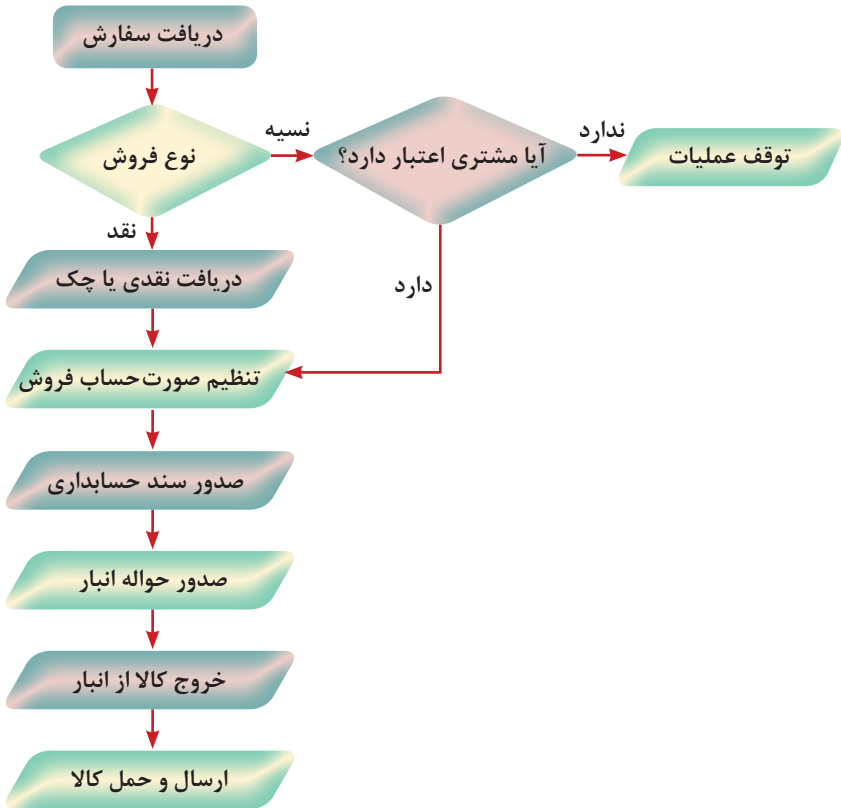 دریافت سفارش
نوع فروش
نسیه
آیا مشتری اعتبار دارد؟
ندارد
توقف عملیات
نقد
دریافت نقدی یا چک
دارد
تنظیم صورت‌حساب فروش
صدور سند حسابداری
صدور حواله انبار
خروج کالا از انبار
ارسال و حمل کالا